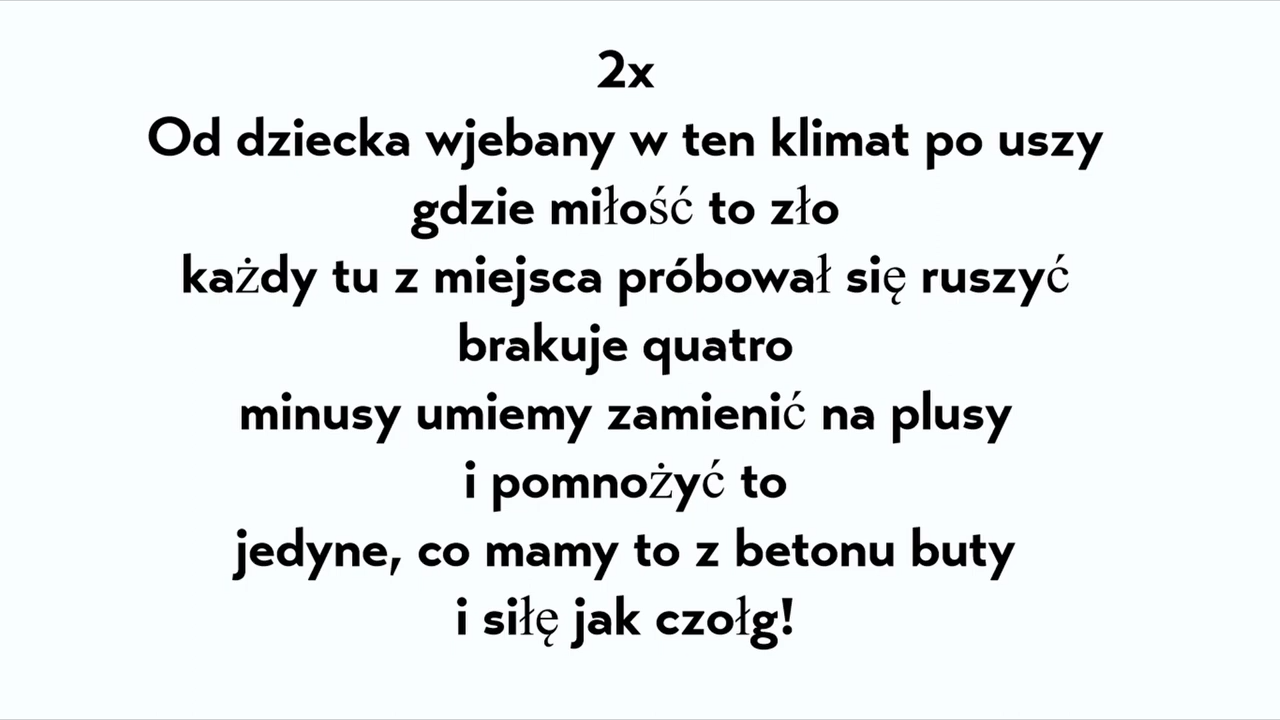 2x
Od dziecka wjebany w ten klimat po uszy
gdzie miłość to zło
każdy tu z miejsca próbował się ruszyć
brakuje quatro
minusy umiemy zamienić na plusy
i pomnożyć to
jedyne, co mamy to z betonu buty
i siłę jak czołg!